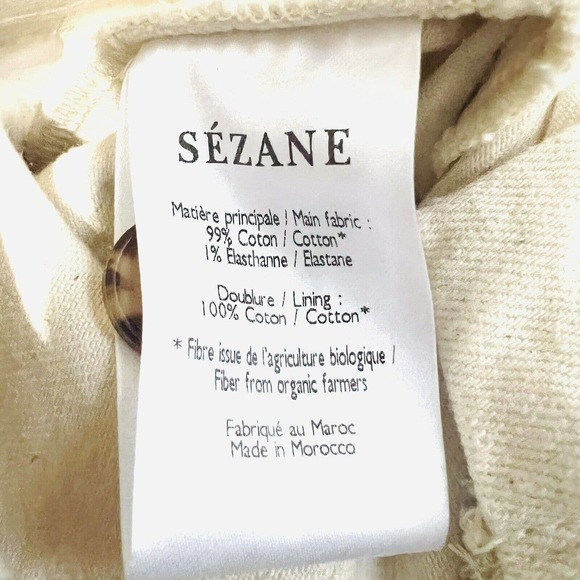 SÉZANE
Matière principale / Main fabric :
99% Coton / Cotton*
1% Élasthanne / Elastane
Doublure / Lining :
100% Coton / Cotton*
* Fibre issue de l'agriculture biologique /
Fiber from organic farmers
Fabriqué au Maroc
Made in Morocco